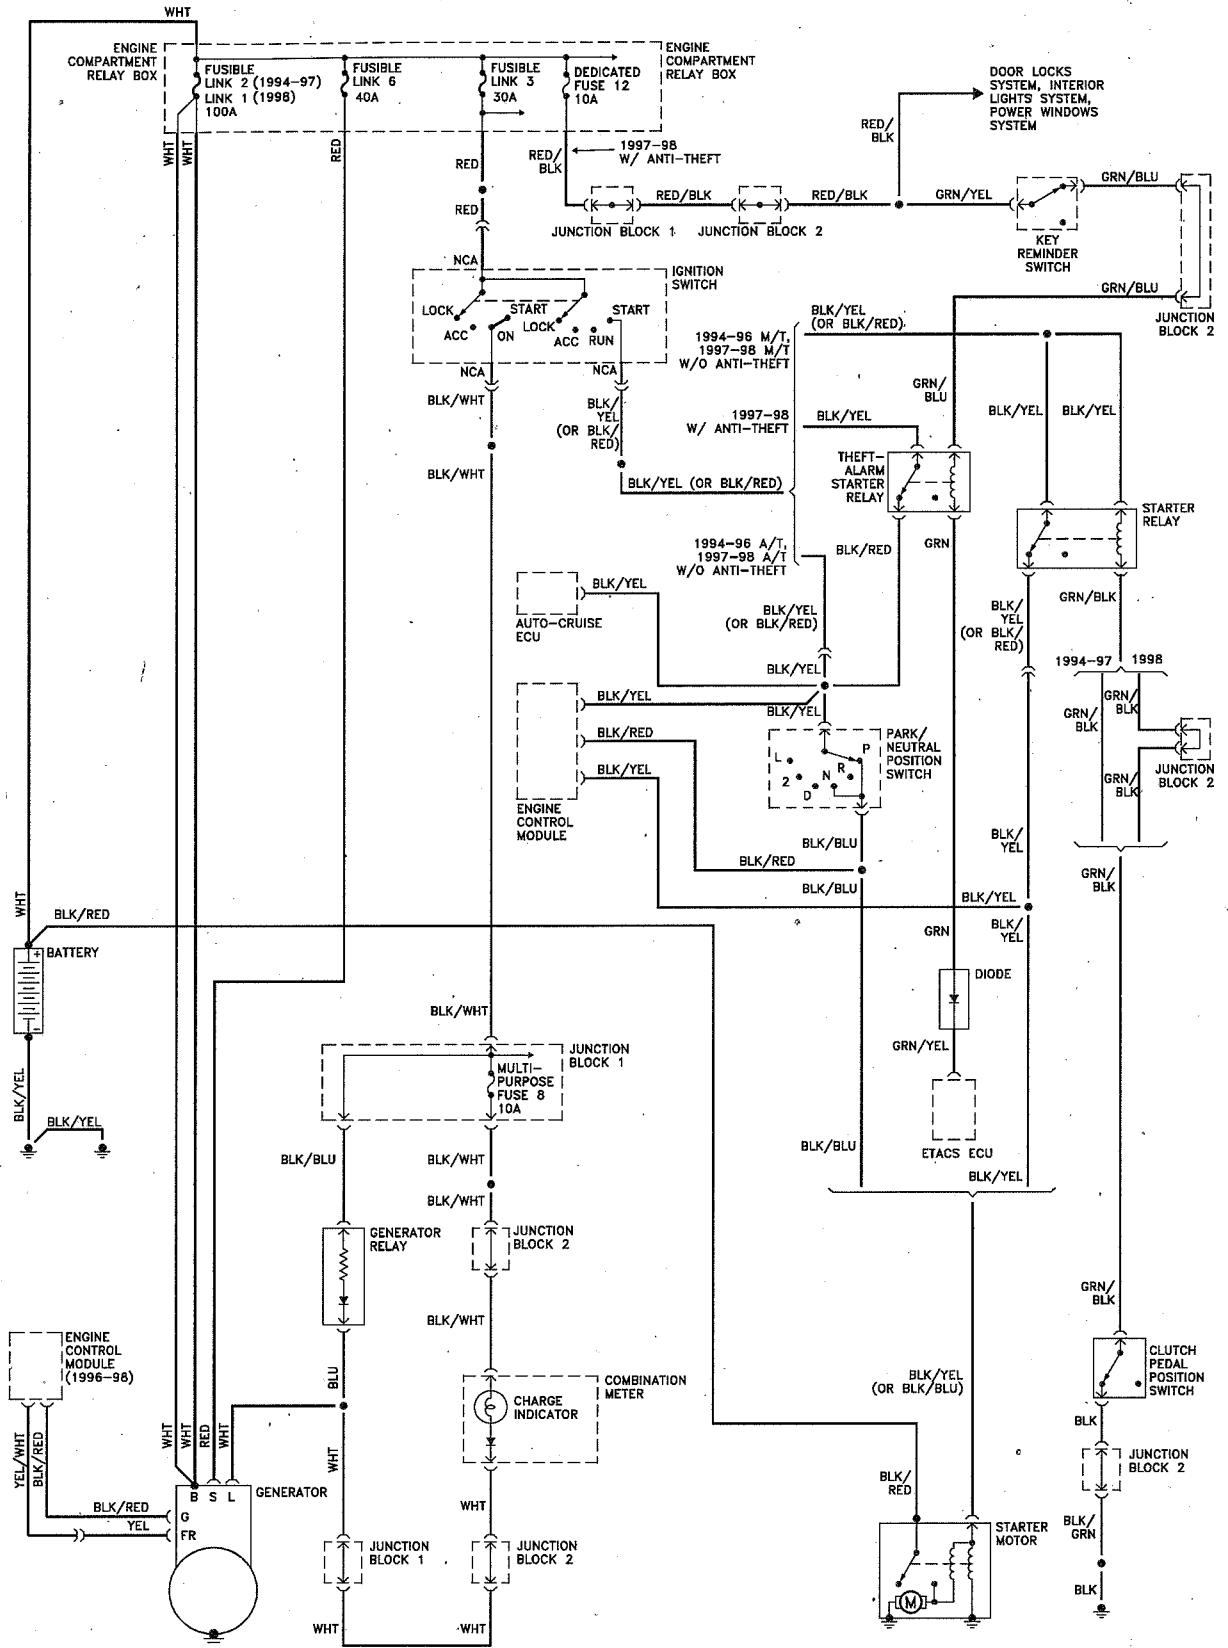 WHT
ENGINE
COMPARTMENT
RELAY BOX
FUSIBLE
LINK 2 (1994-97)
LINK 1 (1998)
100A
FUSIBLE
LINK 6
40A
FUSIBLE
LINK 3
30A
DEDICATED
FUSE 12
10A
ENGINE
COMPARTMENT
RELAY BOX
DOOR LOCKS
SYSTEM, INTERIOR
LIGHTS SYSTEM,
POWER WINDOWS
SYSTEM
WHT
WHT
RED
RED
RED/
BLK
1997-98
W/ ANTI-THEFT
RED/
BLK
RED
RED/BLK
RED/BLK
GRN/YEL
GRN/BLU
JUNCTION BLOCK 1
JUNCTION BLOCK 2
KEY
REMINDER
SWITCH
NCA
IGNITION
SWITCH
LOCK
ACC
START
ON
LOCK
ACC
RUN
START
GRN/BLU
JUNCTION
BLOCK 2
BLK/YEL
(OR BLK/RED)
1994-96 M/T,
1997-98 M/T
W/O ANTI-THEFT
NCA
NCA
BLK/WHT
BLK/
YEL
(OR BLK/
RED)
GRN/
BLU
BLK/YEL
BLK/YEL
1997-98
W/ ANTI-THEFT
BLK/YEL
BLK/WHT
BLK/YEL (OR BLK/RED)
THEFT-
ALARM
STARTER
RELAY
STARTER
RELAY
1994-96 A/T,
1997-98 A/T
W/O ANTI-THEFT
BLK/RED
GRN
BLK/YEL
AUTO-CRUISE
ECU
BLK/YEL
(OR BLK/RED)
BLK/
YEL
(OR BLK/
RED)
GRN/BLK
1994-97
1998
BLK/YEL
BLK/YEL
BLK/YEL
BLK/RED
BLK/YEL
ENGINE
CONTROL
MODULE
PARK/
NEUTRAL
POSITION
SWITCH
L
2
D
N
R
P
GRN/
BLK
GRN/
BLK
GRN/
BLK
JUNCTION
BLOCK 2
BLK/BLU
BLK/RED
BLK/BLU
BLK/
YEL
BLK/YEL
BLK/
YEL
GRN/
BLK
WHT
BLK/RED
+
BATTERY
-
GRN
DIODE
GRN/YEL
ETACS ECU
BLK/WHT
BLK/YEL
BLK/YEL
JUNCTION
BLOCK 1
MULTI-
PURPOSE
FUSE 8
10A
BLK/BLU
BLK/WHT
BLK/WHT
BLK/BLU
BLK/YEL
GENERATOR
RELAY
JUNCTION
BLOCK 2
BLK/WHT
GRN/
BLK
ENGINE
CONTROL
MODULE
(1996-98)
BLU
CHARGE
INDICATOR
COMBINATION
METER
BLK/YEL
(OR BLK/BLU)
CLUTCH
PEDAL
POSITION
SWITCH
BLK
YEL/WHT
BLK/RED
WHT
WHT
RED
WHT
WHT
WHT
BLK/
RED
JUNCTION
BLOCK 2
BLK/RED
YEL
B S L
G
FR
GENERATOR
JUNCTION
BLOCK 1
JUNCTION
BLOCK 2
STARTER
MOTOR
M
BLK/
GRN
BLK
WHT
WHT